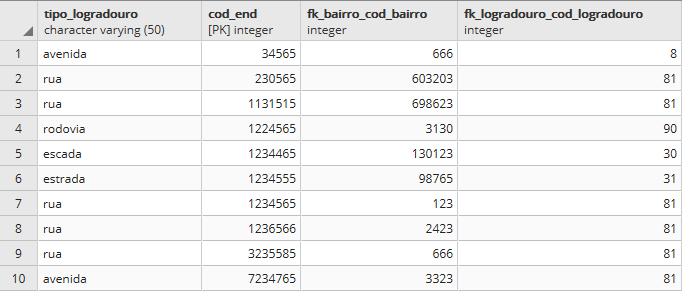 tipo_logradouro cod_end fk_bairro_cod_bairro fk_logradouro_cod_logradouro
character varying (50) [PK] integer integer integer
1 avenida 34565 666 8
2 rua 230565 603203 81
3 rua 1131515 698623 81
4 rodovia 1224565 3130 90
5 escada 1234465 130123 30
6 estrada 1234555 98765 31
7 rua 1234565 123 81
8 rua 1236566 2423 81
9 rua 3235585 666 81
10 avenida 7234765 3323 81